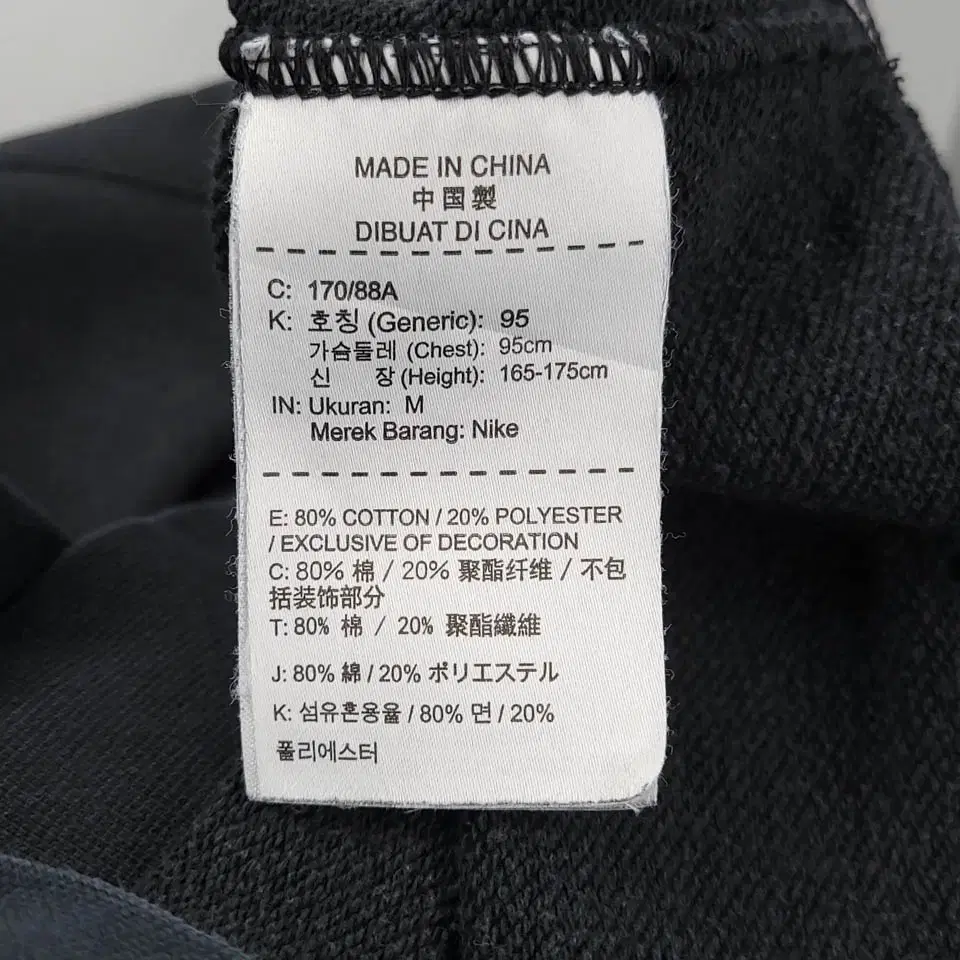 MADE IN CHINA
中国製
DIBUAT DI CINA
C: 170/88A
K: 호칭 (Generic): 95
가슴둘레 (Chest): 95cm
신 장 (Height): 165-175cm
IN: Ukuran: M
Merek Barang: Nike
E: 80% COTTON / 20% POLYESTER
/ EXCLUSIVE OF DECORATION
C: 80% 棉 / 20% 聚酯纤维 / 不包
括装饰部分
T: 80% 棉 / 20% 聚酯纖維
J: 80% 綿 / 20% ポリエステル
K: 섬유혼용율 / 80% 면 / 20%
폴리에스터